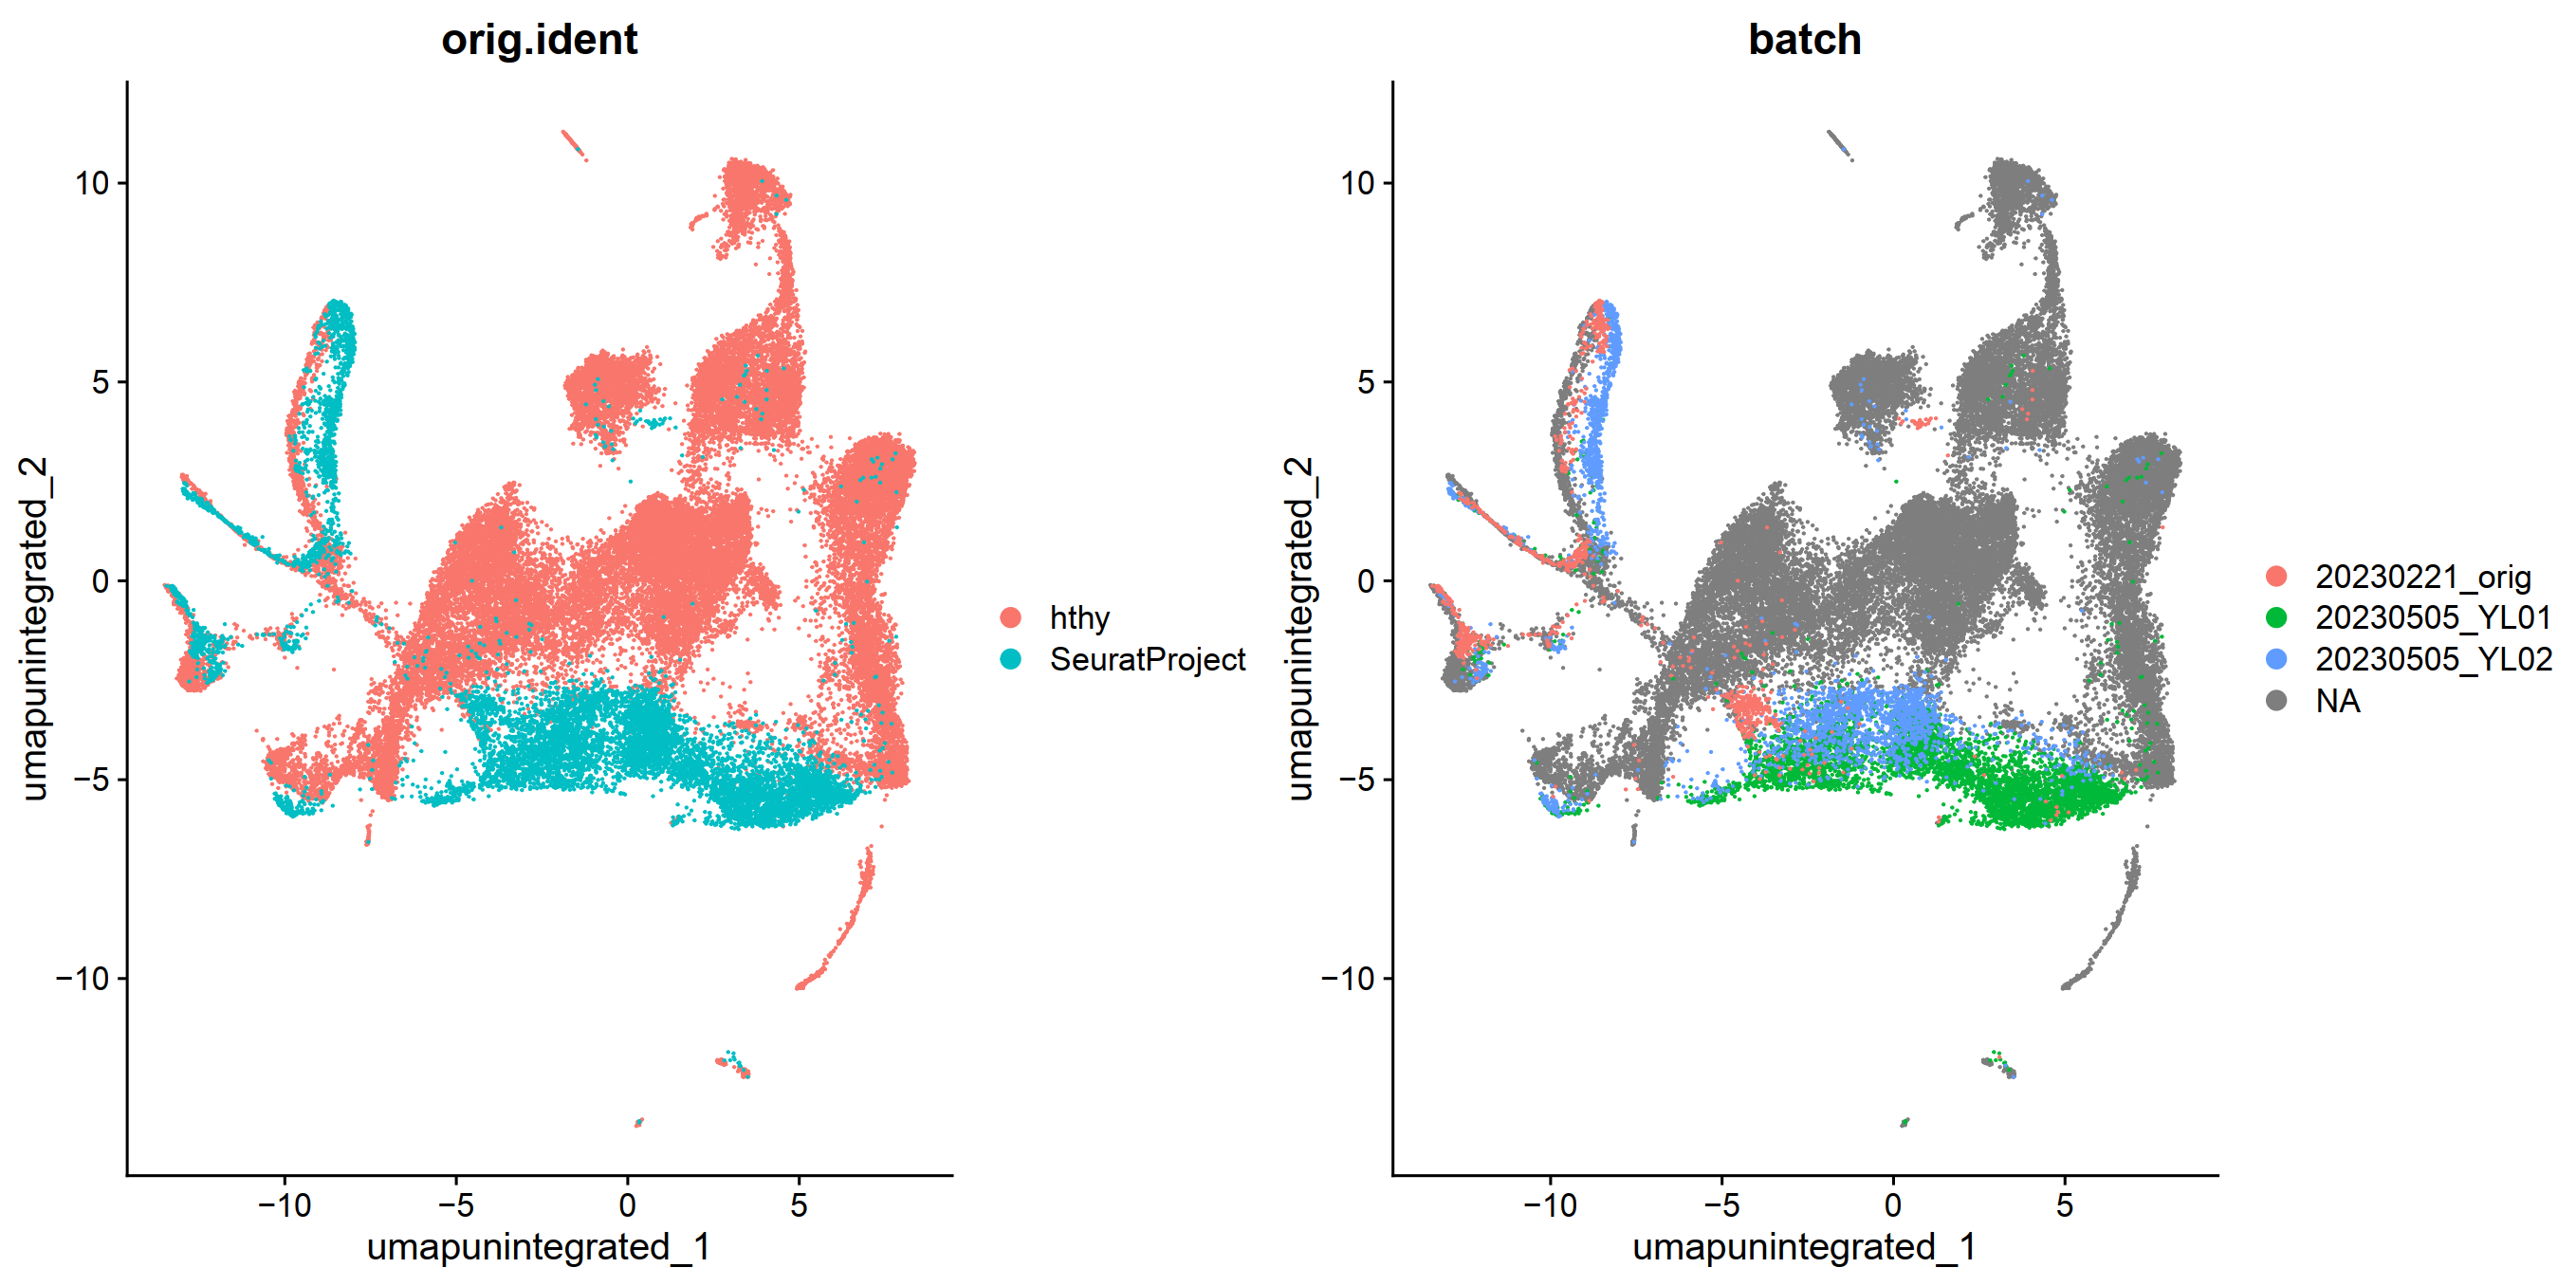 orig.ident
10
5
0
−5
−10
umapunintegrated_2
−10
−5
0
5
umapunintegrated_1
hthy
SeuratProject
batch
10
5
0
−5
−10
umapunintegrated_2
−10
−5
0
5
umapunintegrated_1
20230221_orig
20230505_YL01
20230505_YL02
NA